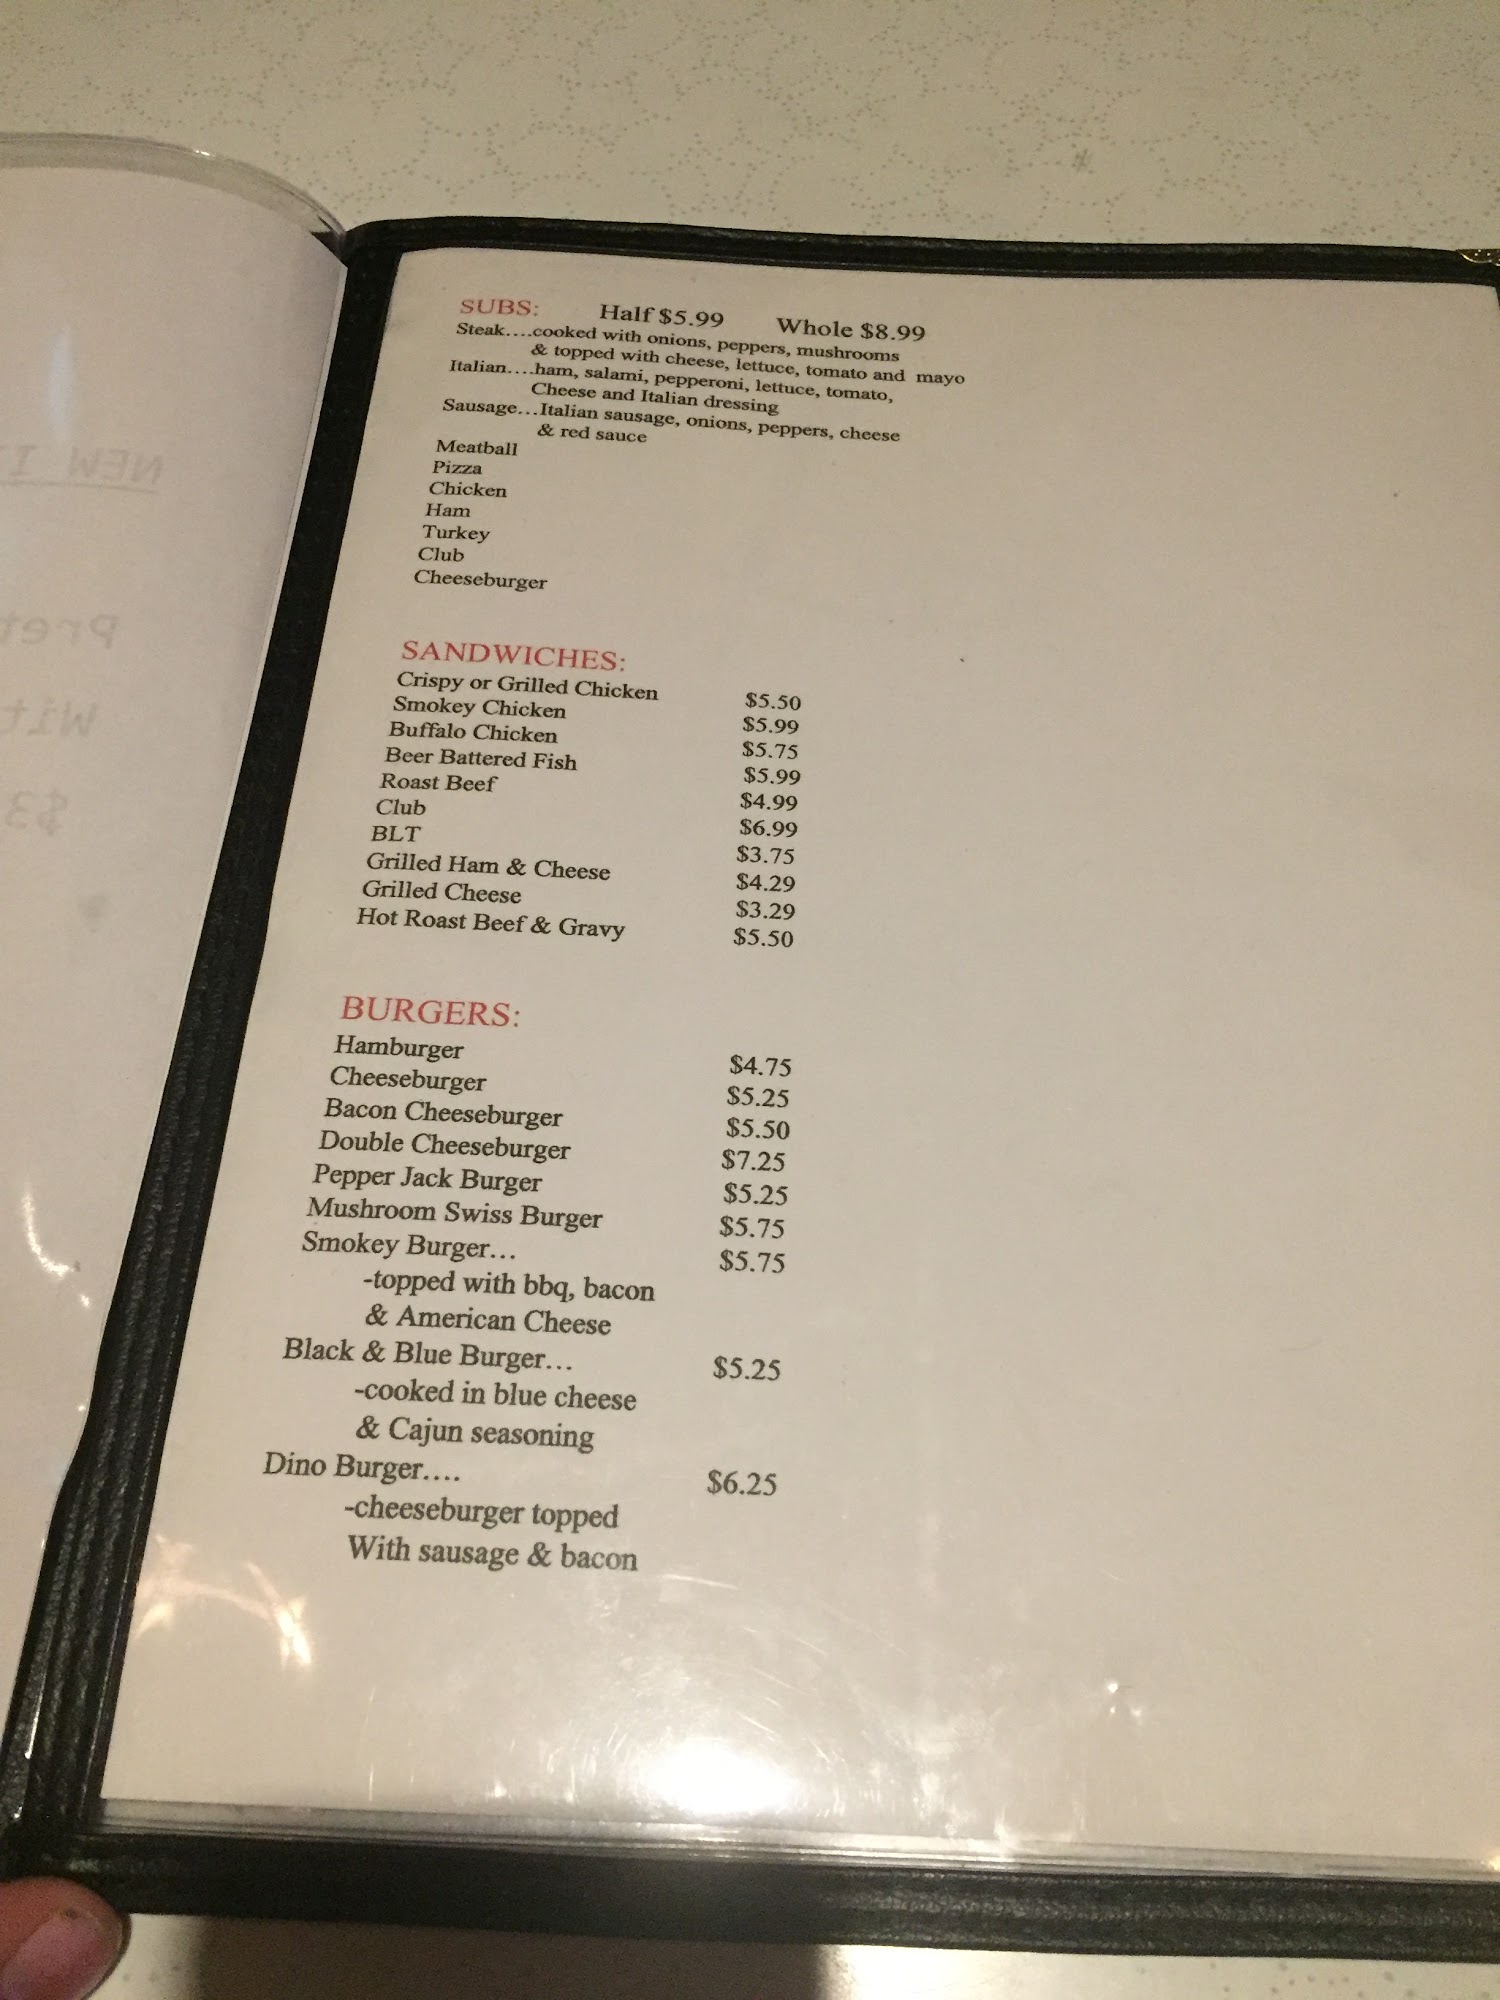 SUBS: Half $5.99 Whole $8.99
Steak....cooked with onions, peppers, mushrooms
& topped with cheese, lettuce, tomato and mayo
Italian....ham, salami, pepperoni, lettuce, tomato,
Cheese and Italian dressing
Sausage...Italian sausage, onions, peppers, cheese
& red sauce
Meatball
Pizza
Chicken
Ham
Turkey
Club
Cheeseburger
SANDWICHES:
Crispy or Grilled Chicken $5.50
Smokey Chicken $5.99
Buffalo Chicken $5.75
Beer Battered Fish $5.99
Roast Beef $4.99
Club $6.99
BLT $3.75
Grilled Ham & Cheese $4.29
Grilled Cheese $3.29
Hot Roast Beef & Gravy $5.50
BURGERS:
Hamburger $4.75
Cheeseburger $5.25
Bacon Cheeseburger $5.50
Double Cheeseburger $7.25
Pepper Jack Burger $5.25
Mushroom Swiss Burger $5.75
Smokey Burger... $5.75
-topped with bbq, bacon
& American Cheese
Black & Blue Burger... $5.25
-cooked in blue cheese
& Cajun seasoning
Dino Burger.... $6.25
-cheeseburger topped
With sausage & bacon